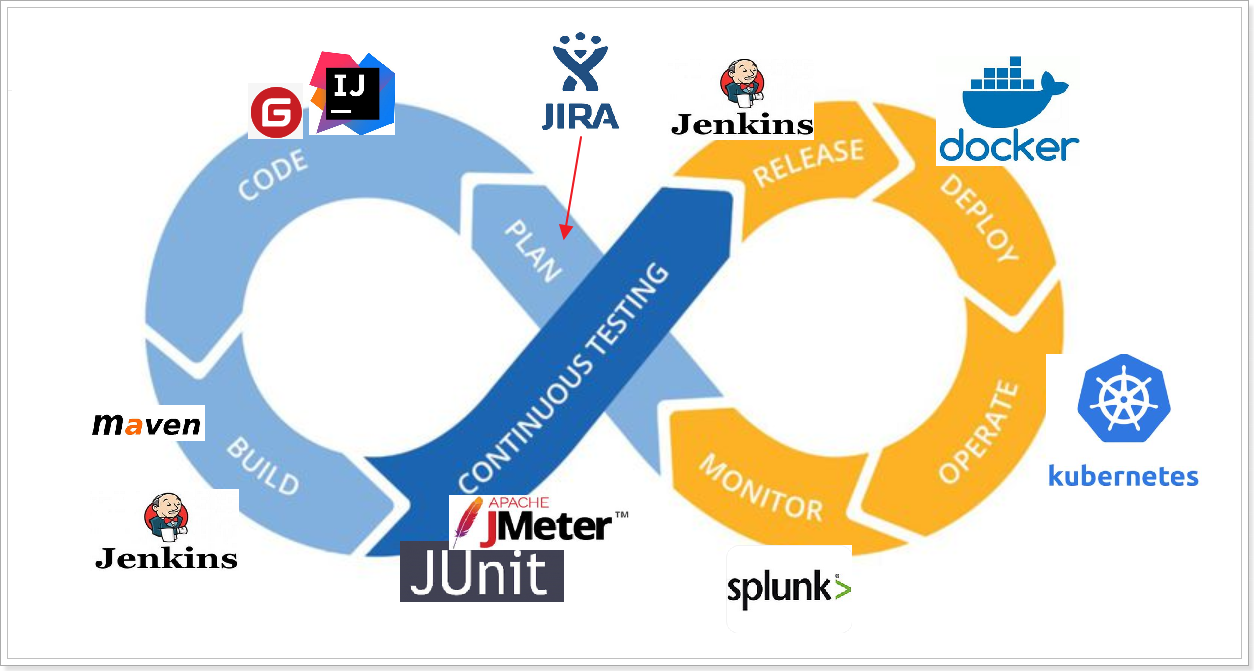 G
IJ
JIRA
Jenkins
docker
CODE
PLAN
RELEASE
DEPLOY
CONTINUOUS TESTING
maven
BUILD
OPERATE
kubernetes
MONITOR
Jenkins
APACHE
JMeter™
JUnit
splunk>